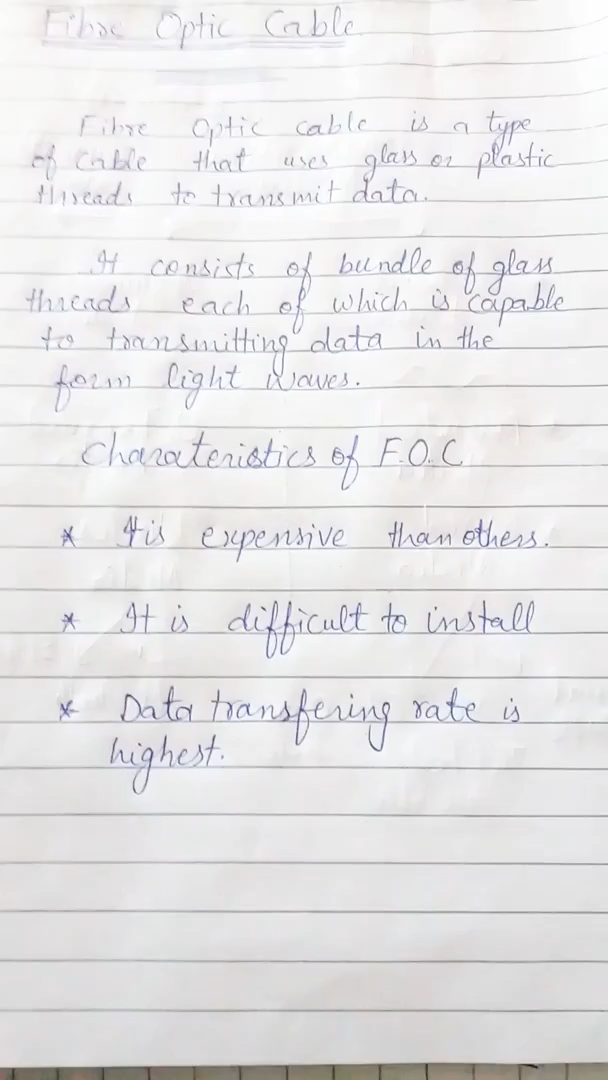 Fibre Optic Cable
Fibre Optic cable is a type
of Cable that uses glass or plastic
threads to transmit data.
It consists of bundle of glass
threads each of which is capable
to transmitting data in the
form light waves.
Charateristics of F.O.C
* It is expensive than others.
* It is difficult to install
* Data transfering rate is
highest.